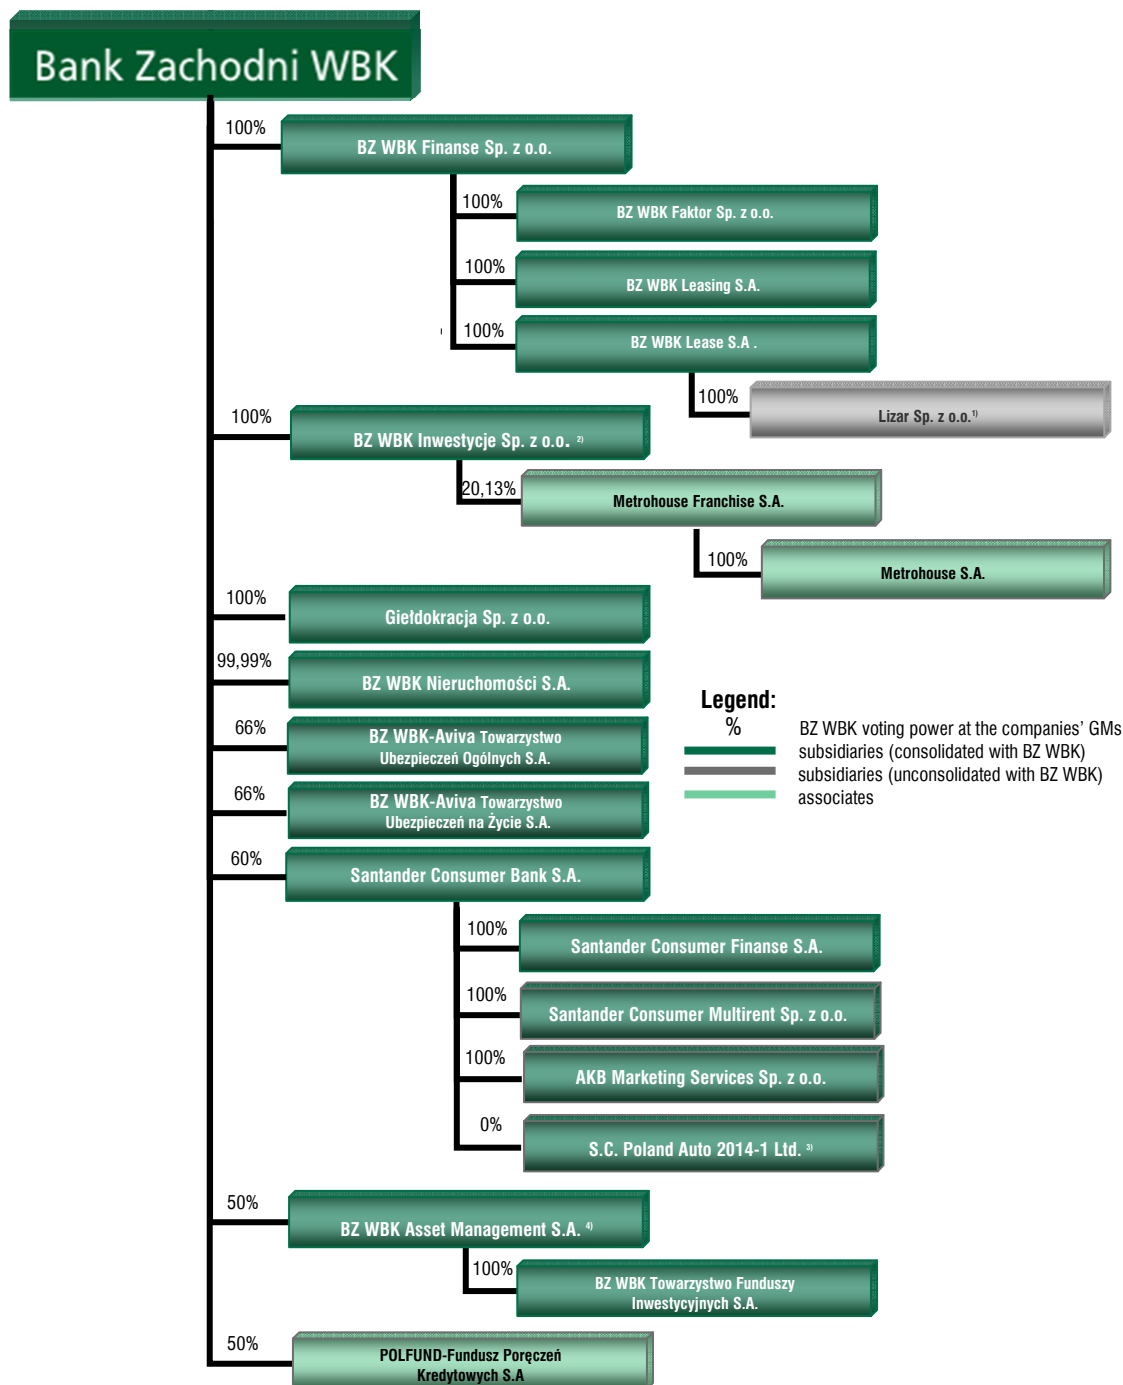 Bank Zachodni WBK
100%
BZ WBK Finanse Sp. z o.o.
100%
BZ WBK Faktor Sp. z o.o.
100%
BZ WBK Leasing S.A.
100%
BZ WBK Lease S.A .
100%
Lizar Sp. z o.o.1)
100%
BZ WBK Inwestycje Sp. z o.o. 2)
20,13%
Metrohouse Franchise S.A.
100%
Metrohouse S.A.
100%
Giełdokracja Sp. z o.o.
99,99%
BZ WBK Nieruchomości S.A.
66%
BZ WBK-Aviva Towarzystwo
Ubezpieczeń Ogólnych S.A.
66%
BZ WBK-Aviva Towarzystwo
Ubezpieczeń na Życie S.A.
Legend:
% BZ WBK voting power at the companies' GMs
subsidiaries (consolidated with BZ WBK)
subsidiaries (unconsolidated with BZ WBK)
associates
60%
Santander Consumer Bank S.A.
100%
Santander Consumer Finanse S.A.
100%
Santander Consumer Multirent Sp. z o.o.
100%
AKB Marketing Services Sp. z o.o.
0%
S.C. Poland Auto 2014-1 Ltd. 3)
50%
BZ WBK Asset Management S.A. 4)
100%
BZ WBK Towarzystwo Funduszy
Inwestycyjnych S.A.
50%
POLFUND-Fundusz Poręczeń
Kredytowych S.A